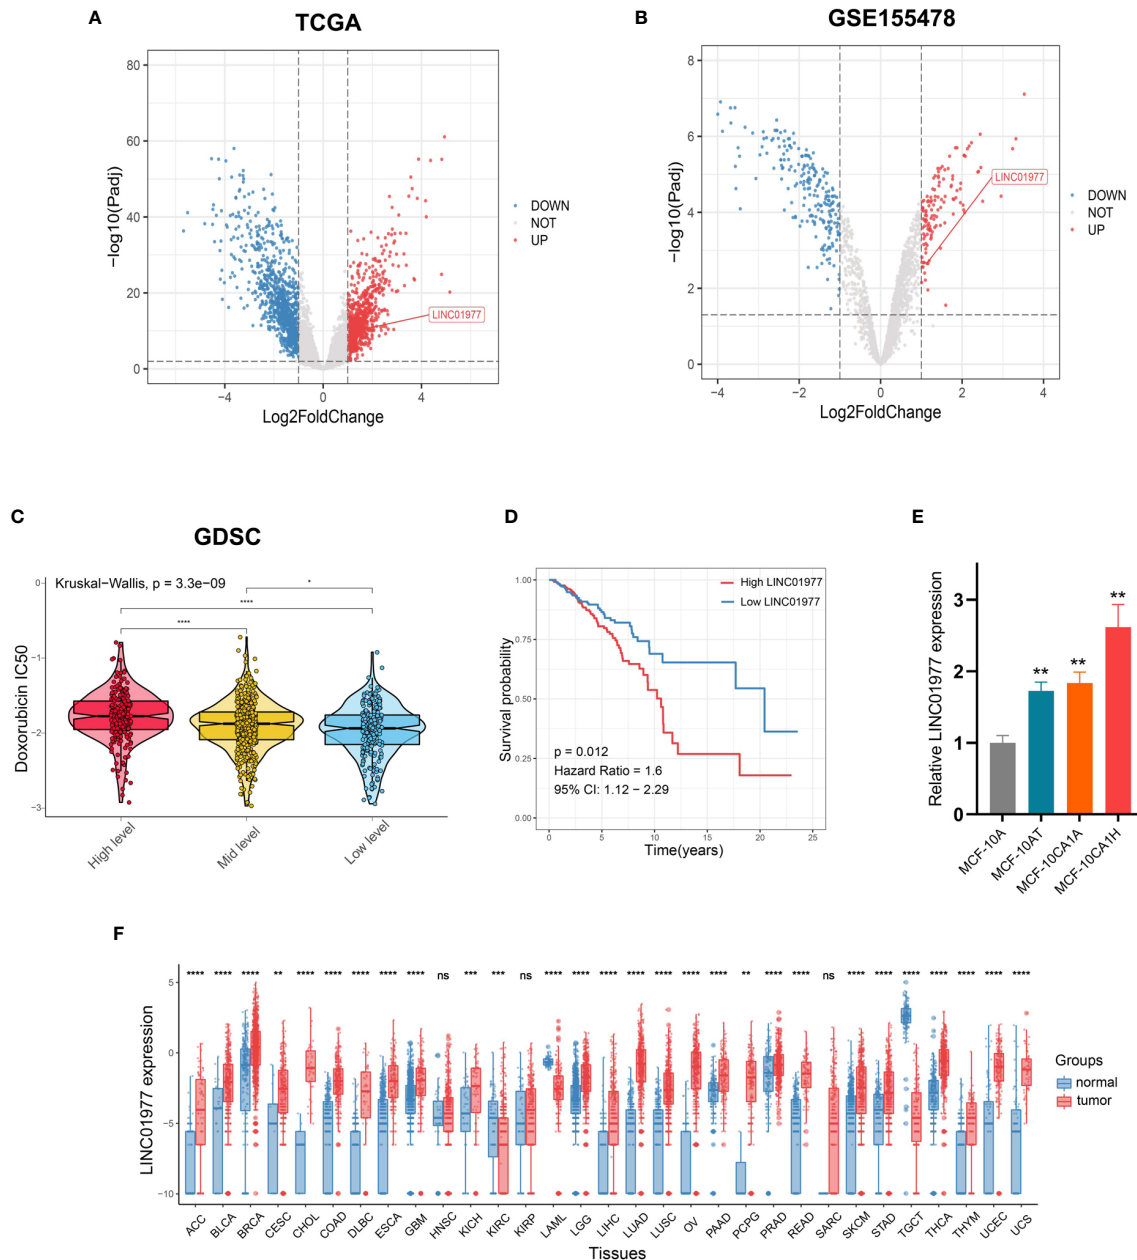 A
TCGA
80
60
40
20
0
−4
0
4
−log10(Padj)
Log2FoldChange
LINC01977
DOWN
NOT
UP
B
GSE155478
8
6
4
2
0
−4
−2
0
2
4
−log10(Padj)
Log2FoldChange
LINC01977
DOWN
NOT
UP
C
GDSC
Kruskal−Wallis, p = 3.3e−09
*
****
****
0
−1
−2
−3
Doxorubicin IC50
High level
Mid level
Low level
D
1.00
0.75
0.50
0.25
0.00
Survival probability
High LINC01977
Low LINC01977
p = 0.012
Hazard Ratio = 1.6
95% CI: 1.12 − 2.29
0
5
10
15
20
25
Time(years)
E
Relative LINC01977 expression
3
2
1
0
**
**
**
MCF-10A
MCF-10AT
MCF-10CA1A
MCF-10CA1H
F
**** **** **** ** **** **** **** **** **** ns *** *** ns **** **** **** **** **** **** **** ** **** **** ns **** **** **** **** **** **** ****
5
0
−5
−10
LINC01977 expression
ACC BLCA BRCA CESC CHOL COAD DLBC ESCA GBM HNSC KICH KIRC KIRP LAML LGG LIHC LUAD LUSC OV PAAD PCPG PRAD READ SARC SKCM STAD TGCT THCA THYM UCEC UCS
Tissues
Groups
normal
tumor